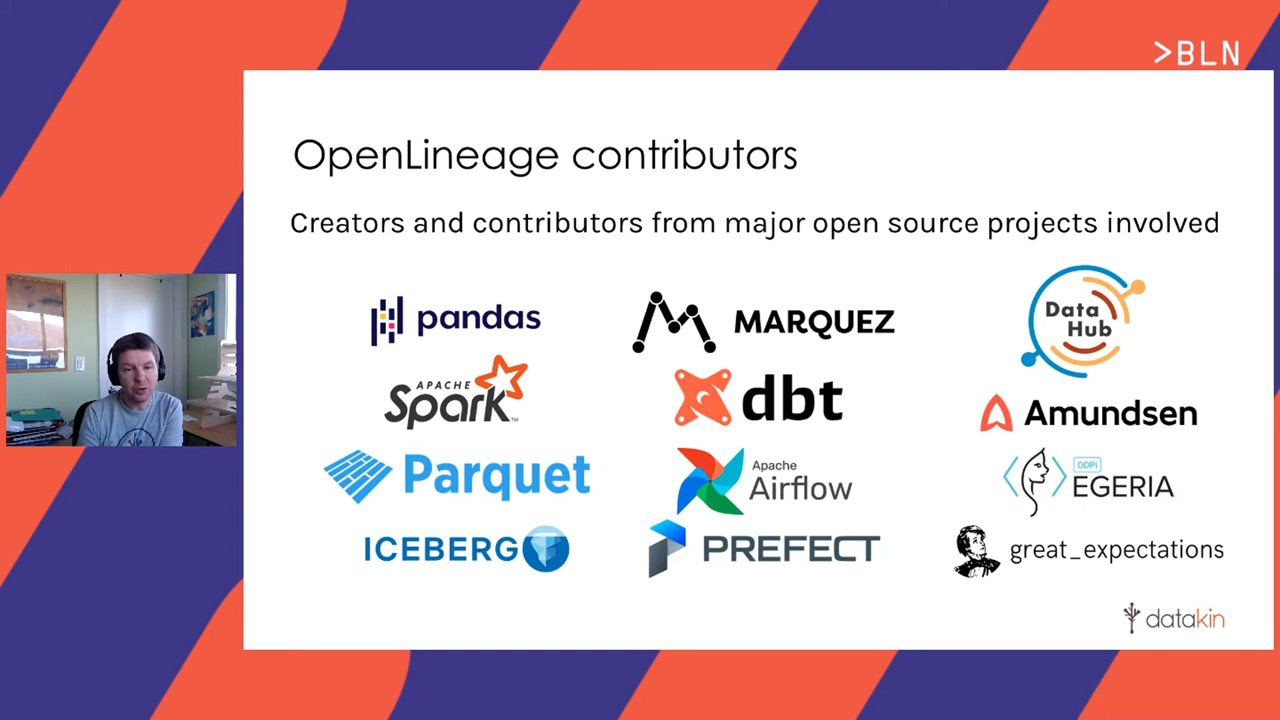 >BLN
OpenLineage contributors
Creators and contributors from major open source projects involved
pandas
MARQUEZ
Data
Hub
APACHE
Spark™
dbt
Amundsen
Parquet
Apache
Airflow
ODPi
EGERIA
ICEBERG
PREFECT
great_expectations
datakin